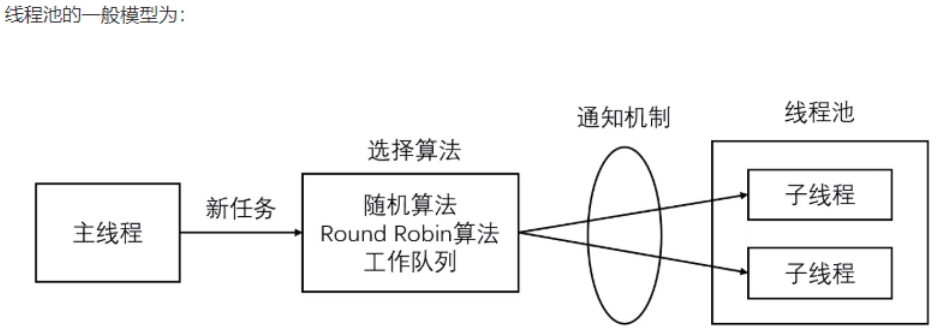 线程池的一般模型为：
线程池
通知机制
选择算法
主线程
新任务
随机算法
Round Robin算法
工作队列
子线程
子线程